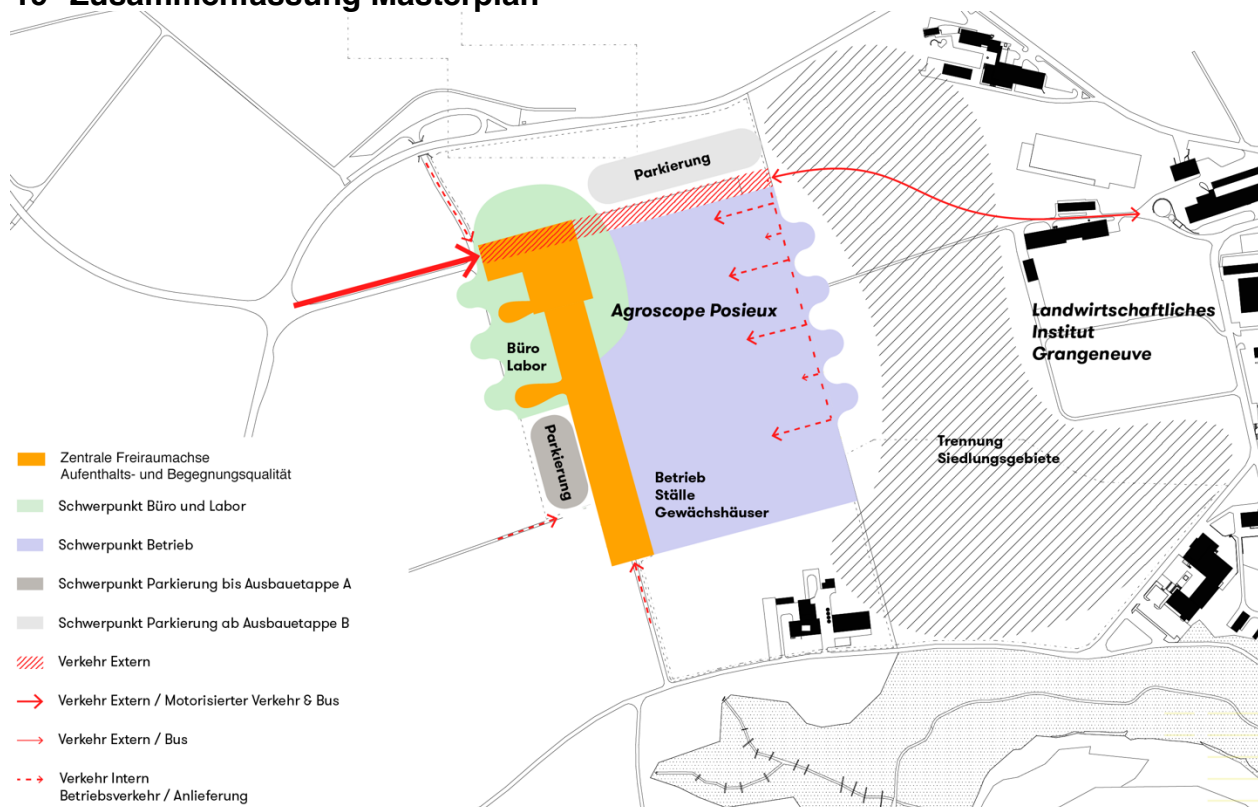 10 Zusammenfassung Masterplan
Parkierung
Agroscope Posieux
Büro
Labor
Landwirtschaftliches
Institut
Grangeneuve
Parkierung
Trennung
Siedlungsgebiete
Betrieb
Ställe
Gewächshäuser
Zentrale Freiraumachse
Aufenthalts- und Begegnungsqualität
Schwerpunkt Büro und Labor
Schwerpunkt Betrieb
Schwerpunkt Parkierung bis Ausbauetappe A
Schwerpunkt Parkierung ab Ausbauetappe B
Verkehr Extern
Verkehr Extern / Motorisierter Verkehr & Bus
Verkehr Extern / Bus
Verkehr Intern
Betriebsverkehr / Anlieferung